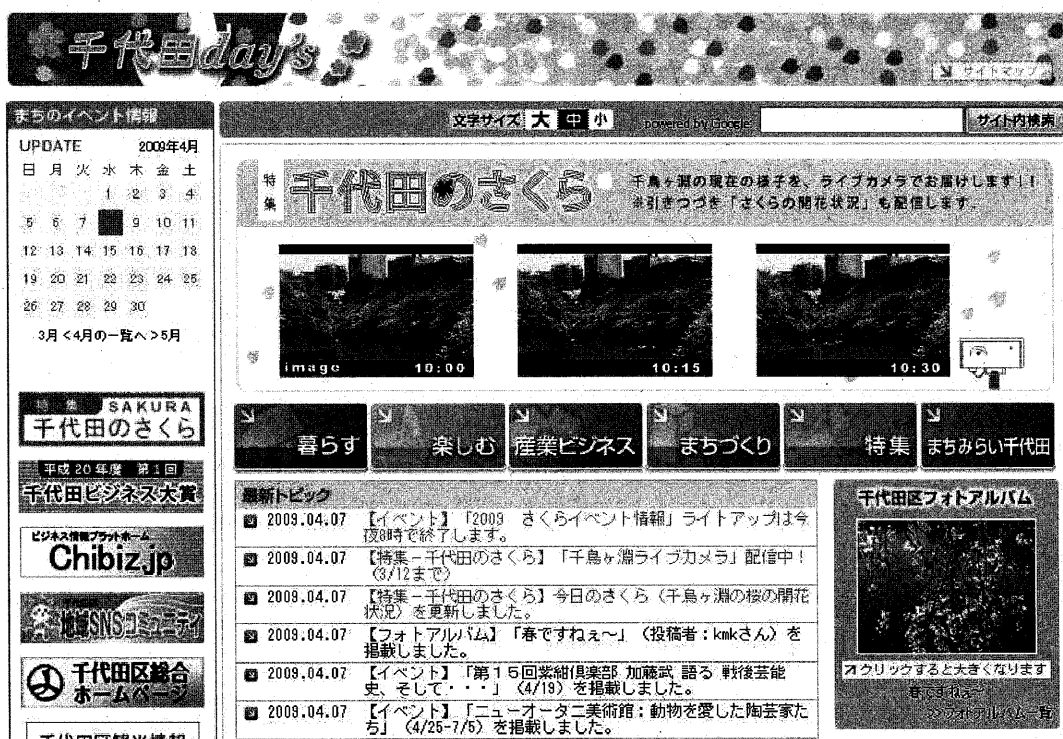 千代田day's
サイトマップ
まちのイベント情報
UPDATE 2009年4月
日 月 火 水 木 金 土
1 2 3 4
5 6 7 9 10 11
12 13 14 15 16 17 18
19 20 21 22 23 24 25
26 27 28 29 30
3月<4月の一覧へ>5月
特集 SAKURA
千代田のさくら
平成20年度 第1回
千代田ビジネス大賞
ビジネス情報プラットホーム
Chibiz.jp
地域SNSコミュニティ
千代田区総合
ホームページ
千代田区観光情報
文字サイズ 大 中 小 powered by Google サイト内検索
特集 千代田のさくら
千鳥ヶ淵の現在の様子を、ライブカメラでお届けします!!
※引きつづき「さくらの開花状況」も配信します。
image 10:00 10:15 10:30
暮らす 楽しむ 産業ビジネス まちづくり 特集 まちみらい千代田
最新トピック
2009.04.07 【イベント】「2009 さくらイベント情報」ライトアップは今
夜8時で終了します。
2009.04.07 【特集-千代田のさくら】「千鳥ヶ淵ライブカメラ」配信中!
(3/12まで)
2009.04.07 【特集-千代田のさくら】今日のさくら(千鳥ヶ淵の桜の開花
状況)を更新しました。
2009.04.07 【フォトアルバム】「春ですねぇ~」(投稿者:kmkさん)を
掲載しました。
2009.04.07 【イベント】「第15回紫紺倶楽部 加藤武 語る 戦後芸能
史、そして・・・」(4/19)を掲載しました。
2009.04.07 【イベント】「ニューオータニ美術館:動物を愛した陶芸家た
ち」(4/25-7/5)を掲載しました。
千代田区フォトアルバム
クリックすると大きくなります
春ですねぇ~
フォトアルバム一覧